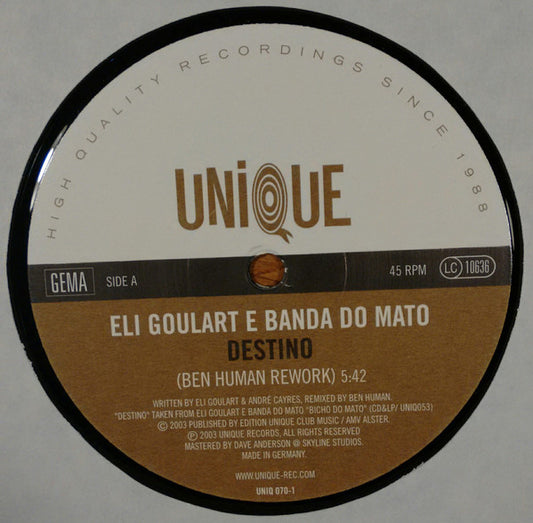 HIGH QUALITY RECORDINGS SINCE 1988
UNiQUE
GEMA SIDE A 45 RPM LC 10636
ELI GOULART E BANDA DO MATO
DESTINO
(BEN HUMAN REWORK) 5:42
WRITTEN BY ELI GOULART & ANDRÉ CAYRES, REMIXED BY BEN HUMAN.
"DESTINO" TAKEN FROM ELI GOULART E BANDA DO MATO "BICHO DO MATO" (CD&LP/ UNIQ053)
© 2003 PUBLISHED BY EDITION UNIQUE CLUB MUSIC / AMV ALSTER.
℗ 2003 UNIQUE RECORDS, ALL RIGHTS RESERVED
MASTERED BY DAVE ANDERSON @ SKYLINE STUDIOS.
MADE IN GERMANY.
WWW.UNIQUE-REC.COM
UNIQ 070-1